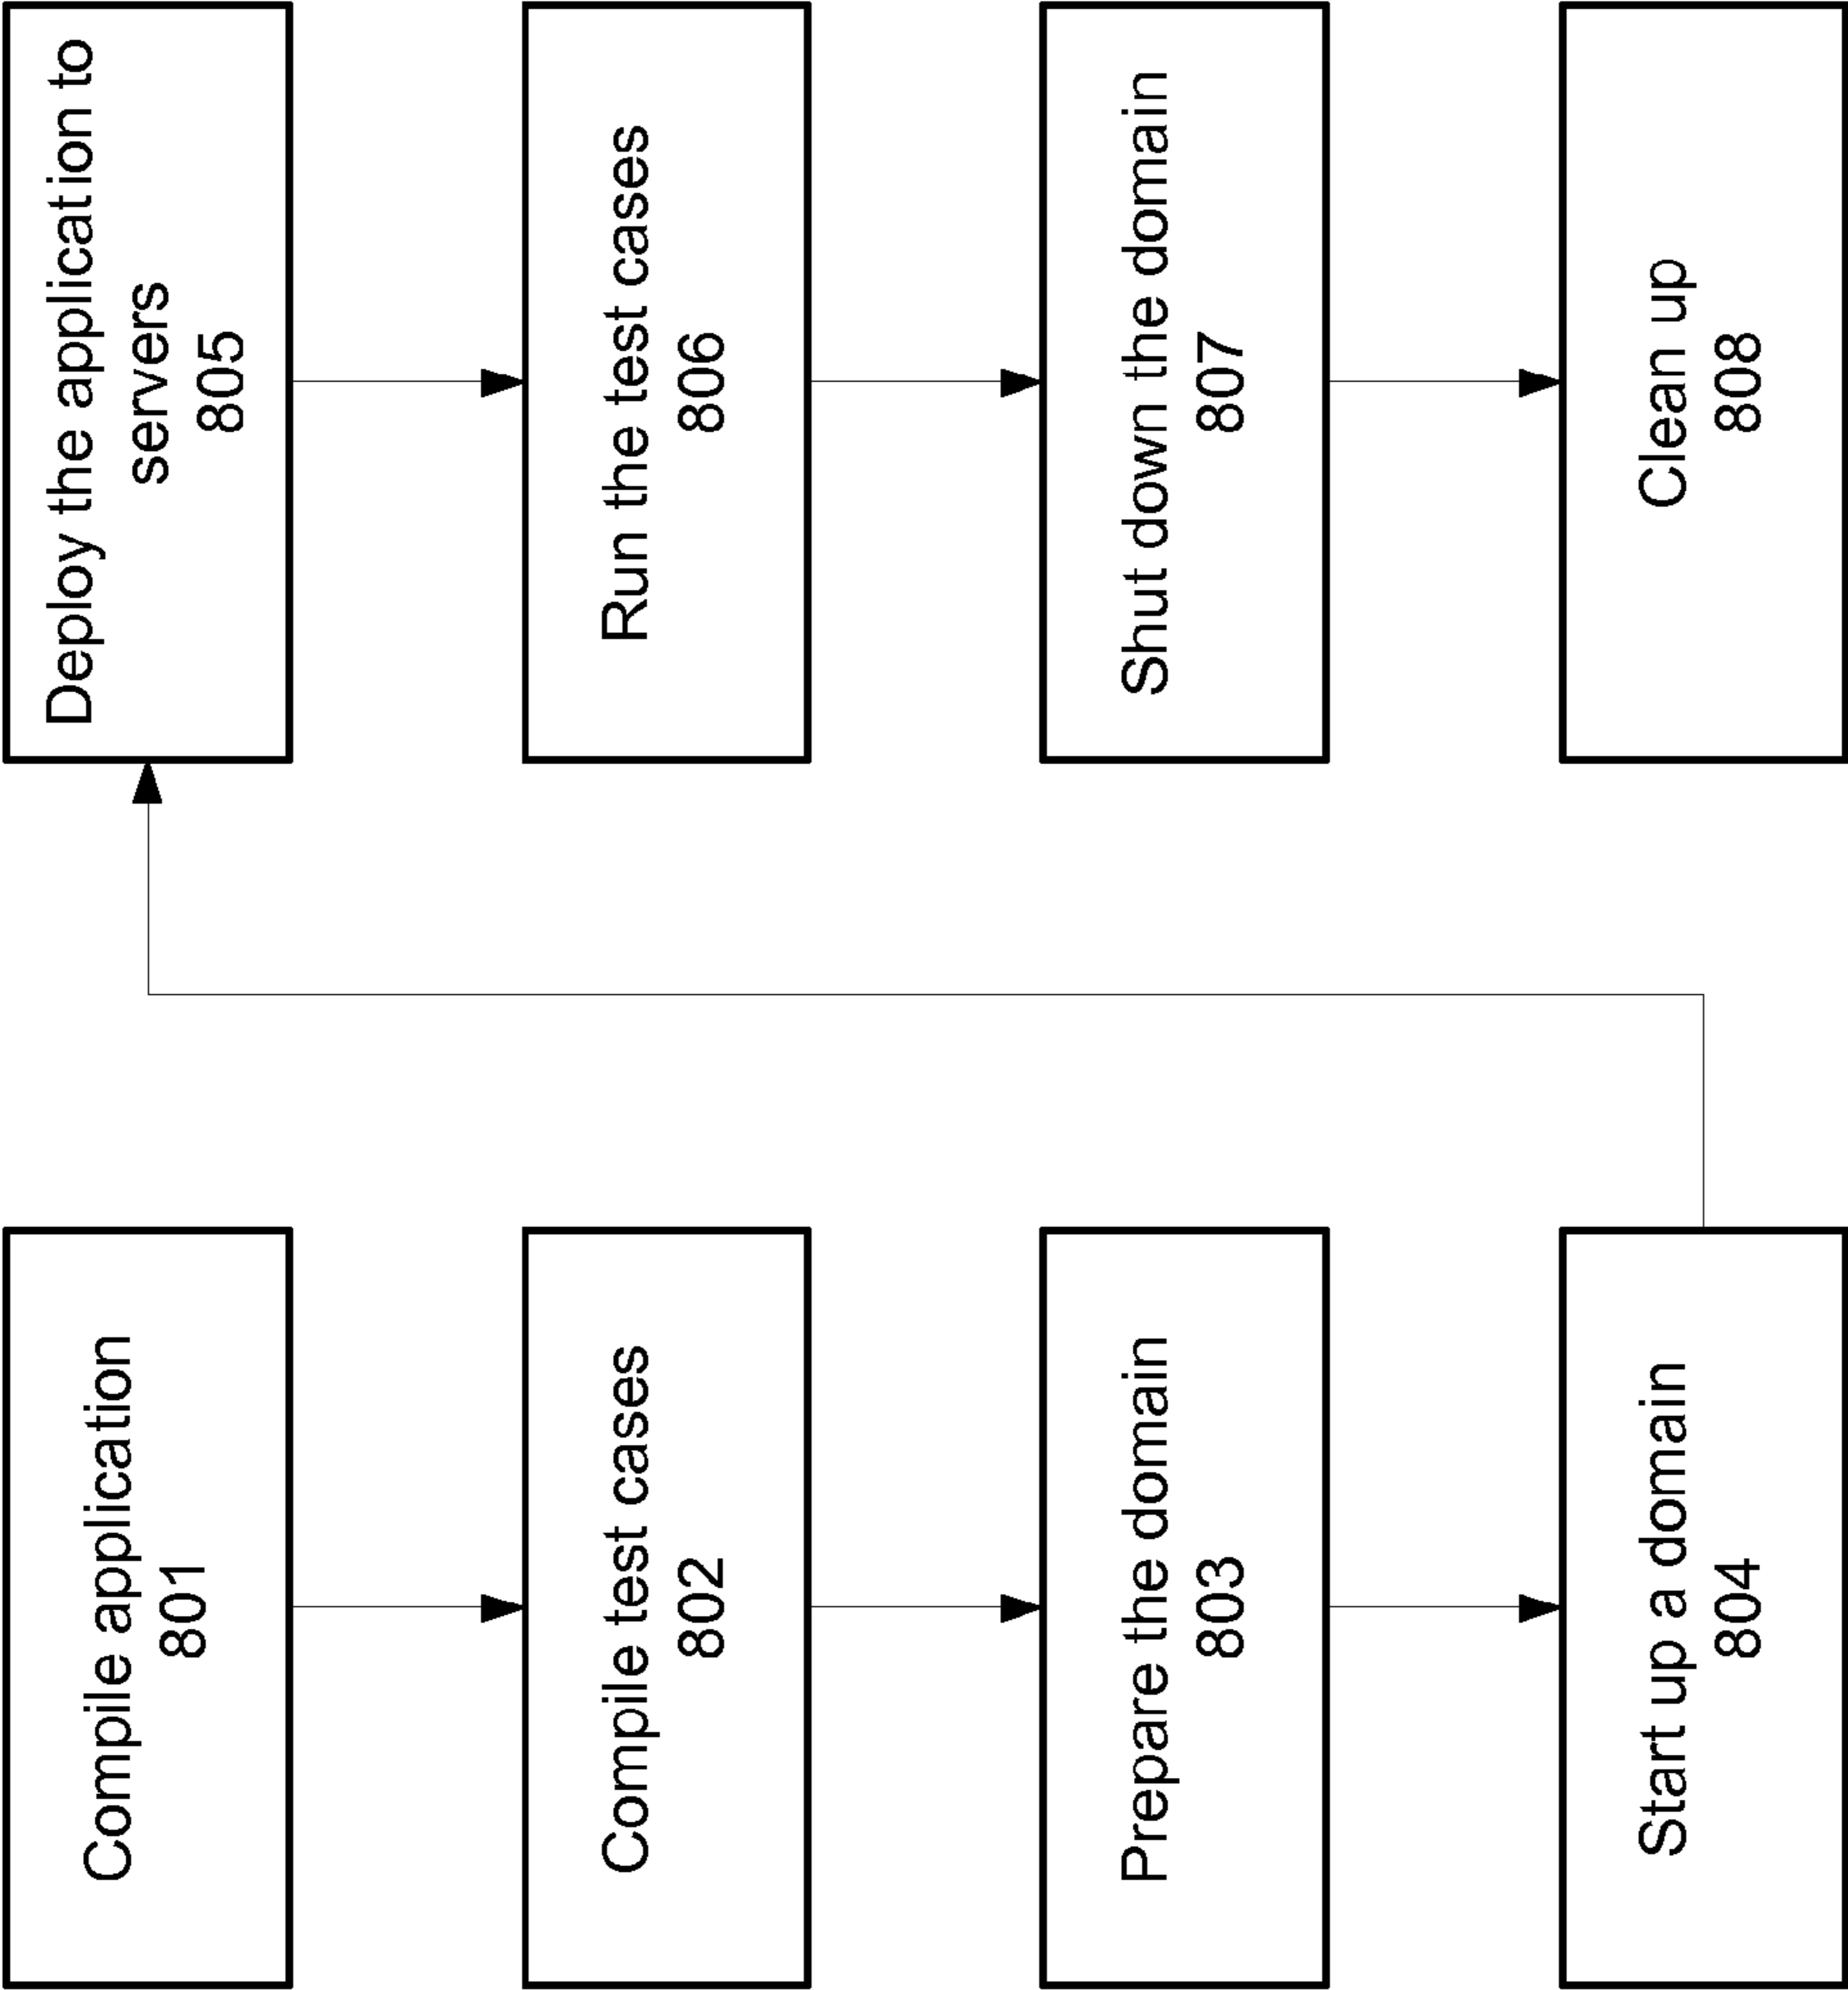 Compile application
801
Compile test cases
802
Prepare the domain
803
Start up a domain
804
Deploy the application to
servers
805
Run the test cases
806
Shut down the domain
807
Clean up
808